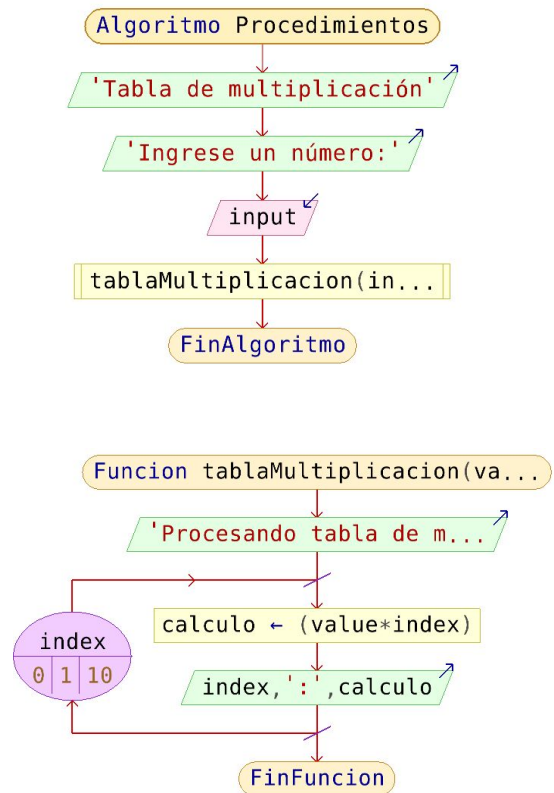 Algoritmo Procedimientos
'Tabla de multiplicación'
'Ingrese un número:'
input
tablaMultiplicacion(in...
FinAlgoritmo
Funcion tablaMultiplicacion(va...
'Procesando tabla de m...
calculo ← (value*index)
index
0 1 10
index,':',calculo
FinFuncion